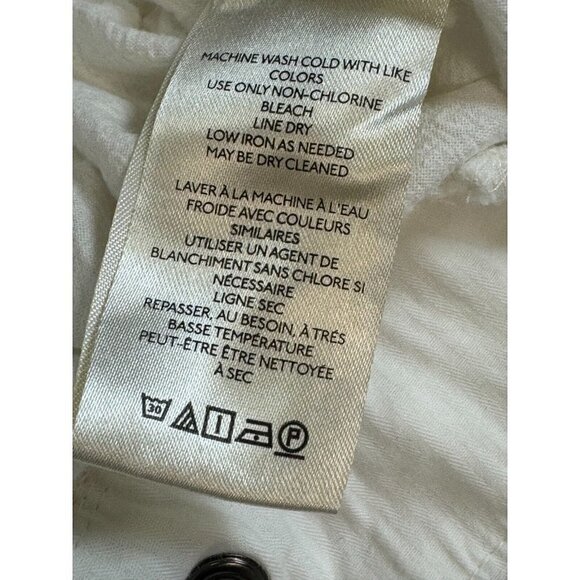 MACHINE WASH COLD WITH LIKE
COLORS
USE ONLY NON-CHLORINE
BLEACH
LINE DRY
LOW IRON AS NEEDED
MAY BE DRY CLEANED
LAVER À LA MACHINE À L'EAU
FROIDE AVEC COULEURS
SIMILAIRES
UTILISER UN AGENT DE
BLANCHIMENT SANS CHLORE SI
NÉCESSAIRE
LIGNE SEC
REPASSER, AU BESOIN, À TRÉS
BASSE TEMPÉRATURE
PEUT-ÊTRE ÊTRE NETTOYÉE
À SEC
30 P